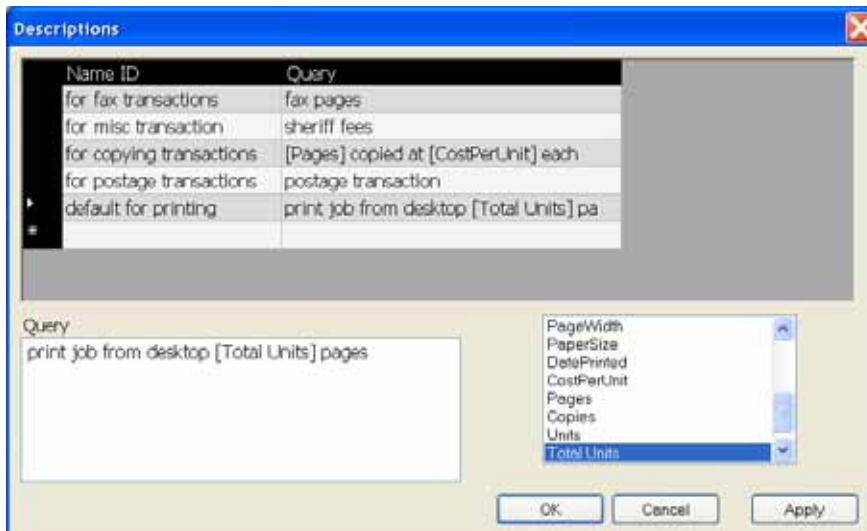 Descriptions
Name ID Query
for fax transactions fax pages
for misc transaction sheriff fees
for copying transactions [Pages] copied at [CostPerUnit] each
for postage transactions postage transaction
default for printing print job from desktop [Total Units] pa
Query
print job from desktop [Total Units] pages
PageWidth
PaperSize
DatePrinted
CostPerUnit
Pages
Copies
Units
Total Units
OK Cancel Apply